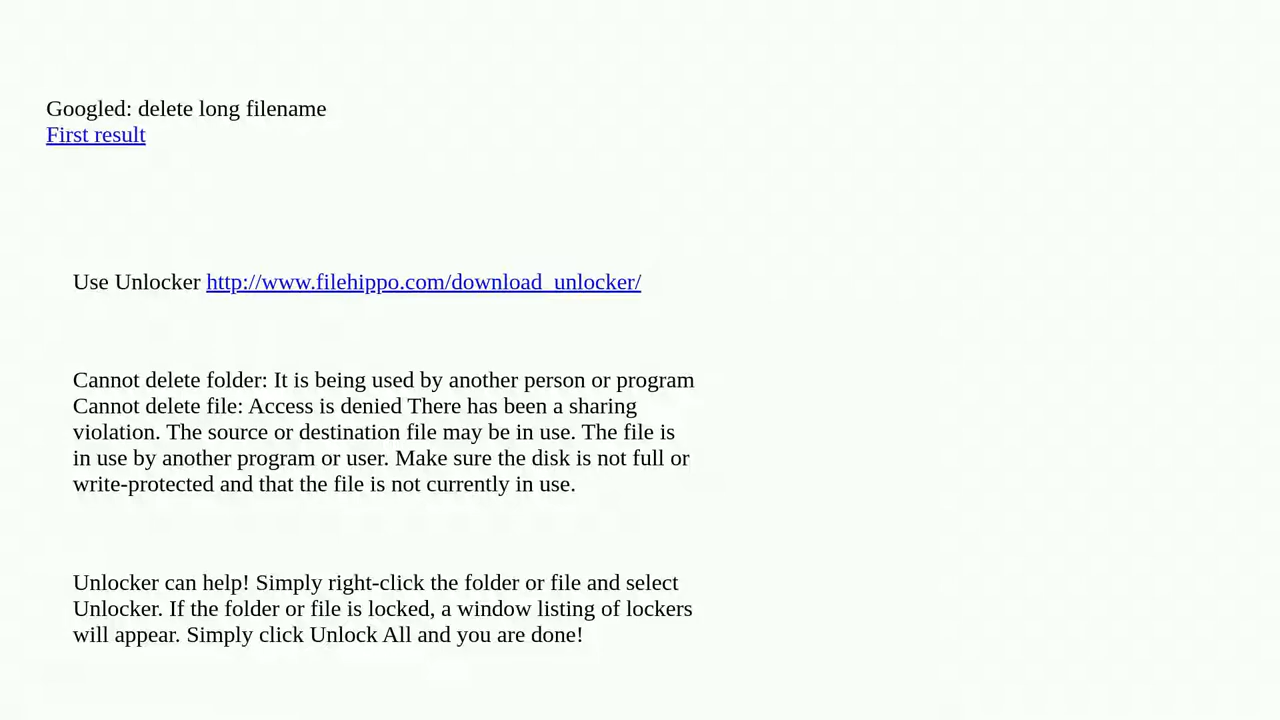 Googled: delete long filename
First result
Use Unlocker http://www.filehippo.com/download_unlocker/
Cannot delete folder: It is being used by another person or program
Cannot delete file: Access is denied There has been a sharing
violation. The source or destination file may be in use. The file is
in use by another program or user. Make sure the disk is not full or
write-protected and that the file is not currently in use.
Unlocker can help! Simply right-click the folder or file and select
Unlocker. If the folder or file is locked, a window listing of lockers
will appear. Simply click Unlock All and you are done!